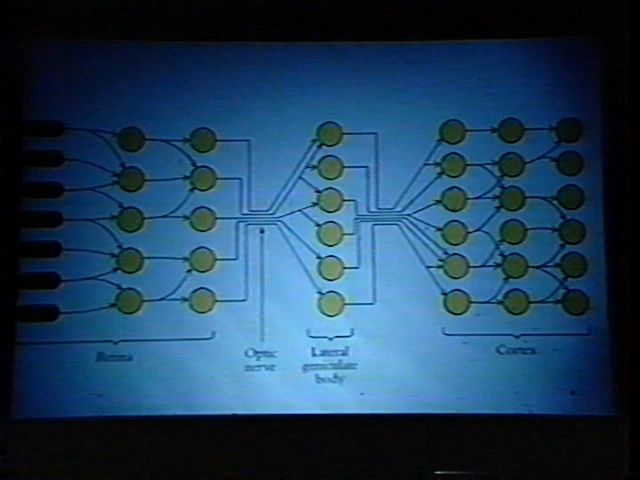 Retina
Optic
nerve
Lateral
geniculate
body
Cortex